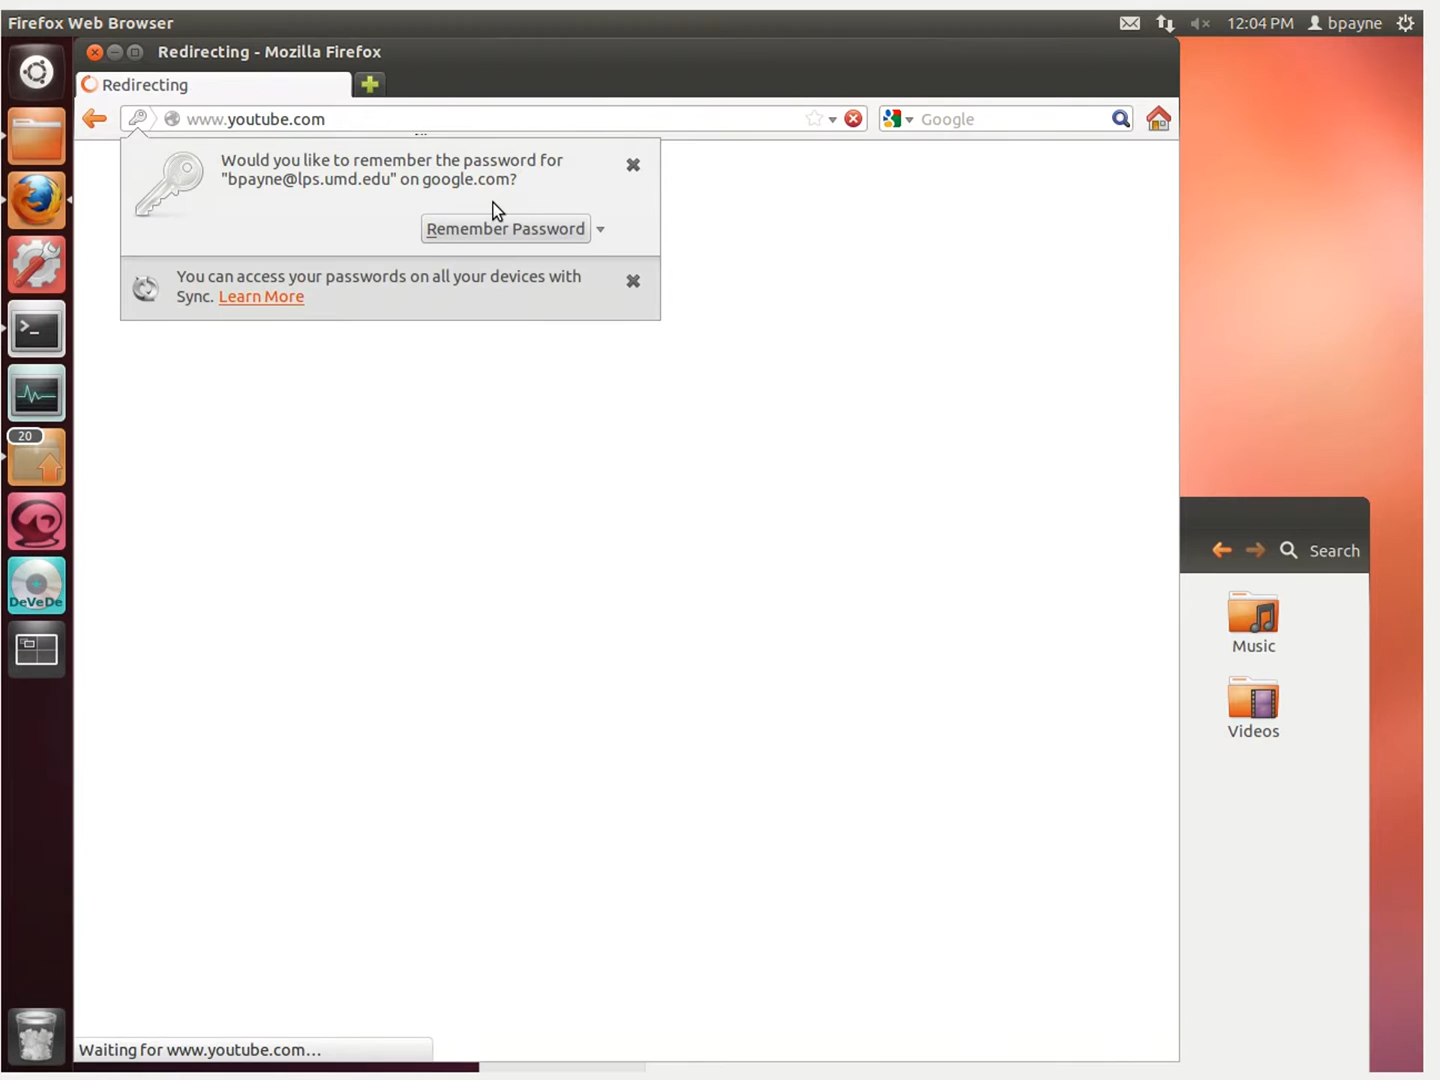 Firefox Web Browser
12:04 PM bpayne
Redirecting - Mozilla Firefox
Redirecting
www.youtube.com
Google
Would you like to remember the password for
"bpayne@lps.umd.edu" on google.com?
Remember Password
You can access your passwords on all your devices with
Sync. Learn More
20
DeVeDe
Search
Music
Videos
Waiting for www.youtube.com...